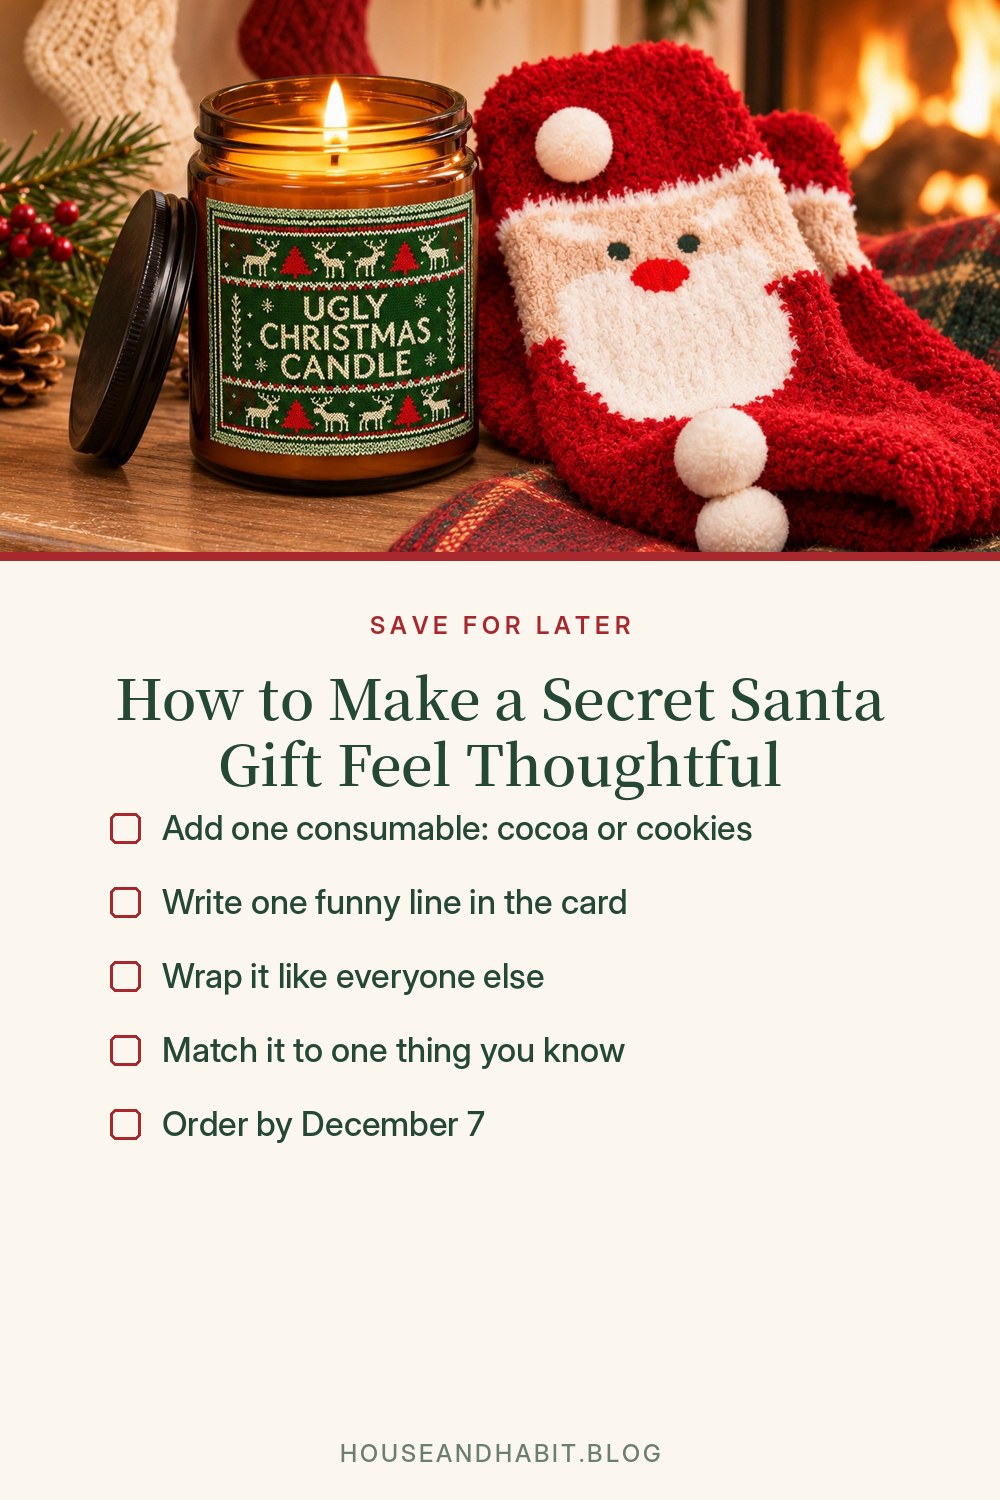 UGLY
CHRISTMAS
CANDLE
SAVE FOR LATER
How to Make a Secret Santa
Gift Feel Thoughtful
Add one consumable: cocoa or cookies
Write one funny line in the card
Wrap it like everyone else
Match it to one thing you know
Order by December 7
HOUSEANDHABIT.BLOG